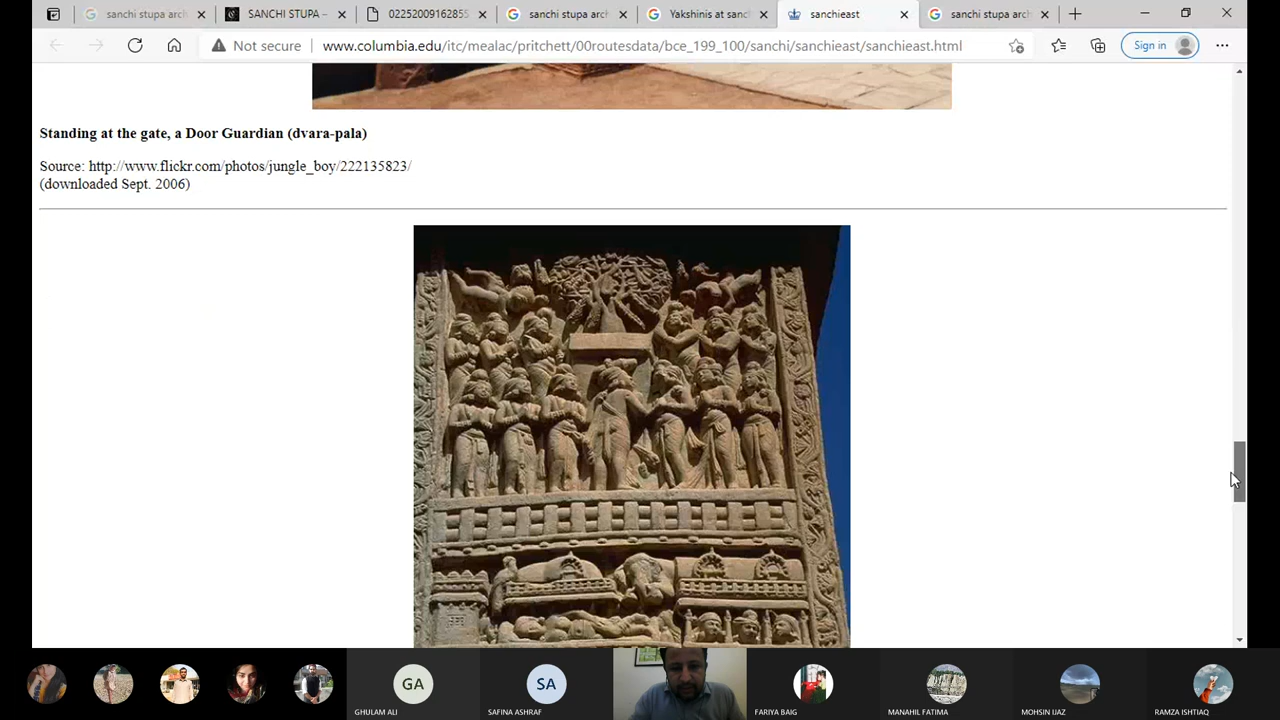 sanchi stupa arch
SANCHI STUPA –
02252009162855
sanchi stupa arch
Yakshinis at sanc
sanchieast
sanchi stupa arch
Not secure
www.columbia.edu/itc/mealac/pritchett/00routesdata/bce_199_100/sanchi/sanchieast/sanchieast.html
Sign in
Standing at the gate, a Door Guardian (dvara-pala)
Source: http://www.flickr.com/photos/jungle_boy/222135823/
(downloaded Sept. 2006)
GA
SA
GHULAM ALI
SAFINA ASHRAF
FARIYA BAIG
MANAHIL FATIMA
MOHSIN IJAZ
RAMZA ISHTIAQ